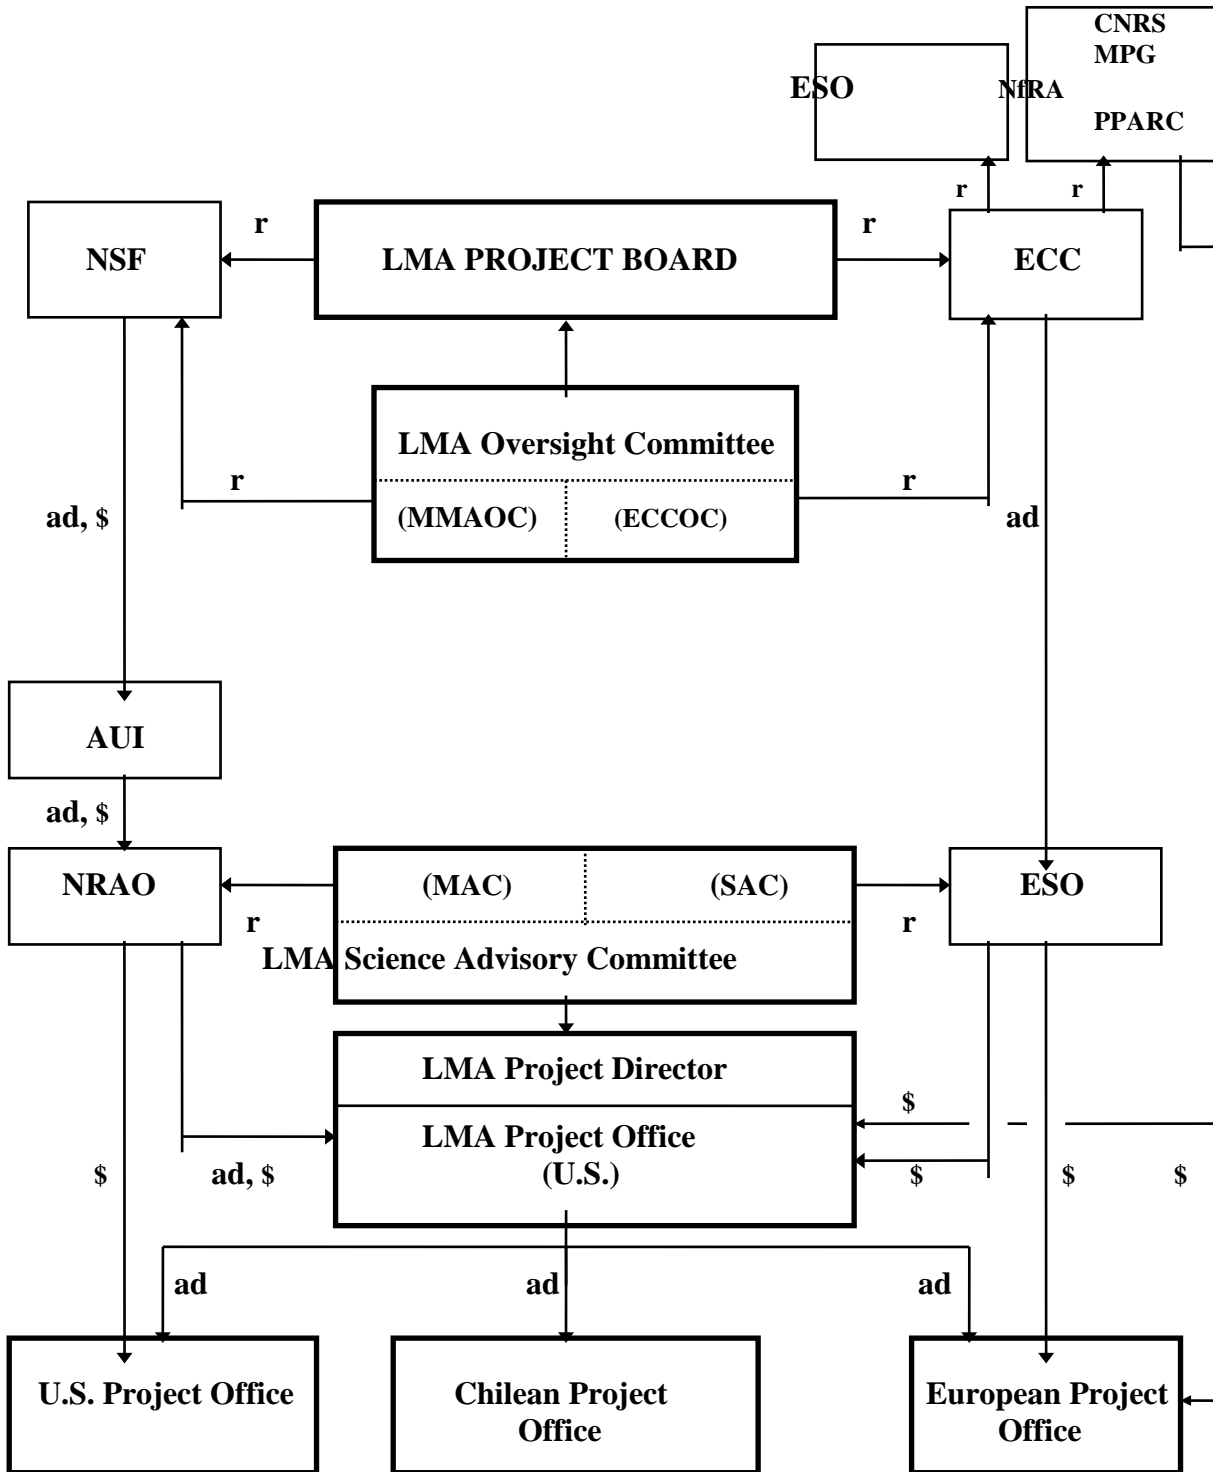 CNRS
MPG
ESO
NfRA
PPARC
r
r
r
r
NSF
LMA PROJECT BOARD
ECC
LMA Oversight Committee
r
r
ad, $
(MMAOC)
(ECCOC)
ad
AUI
ad, $
NRAO
(MAC)
(SAC)
ESO
r
r
LMA Science Advisory Committee
LMA Project Director
$
LMA Project Office
(U.S.)
$
ad, $
$
$
$
ad
ad
ad
U.S. Project Office
Chilean Project
Office
European Project
Office